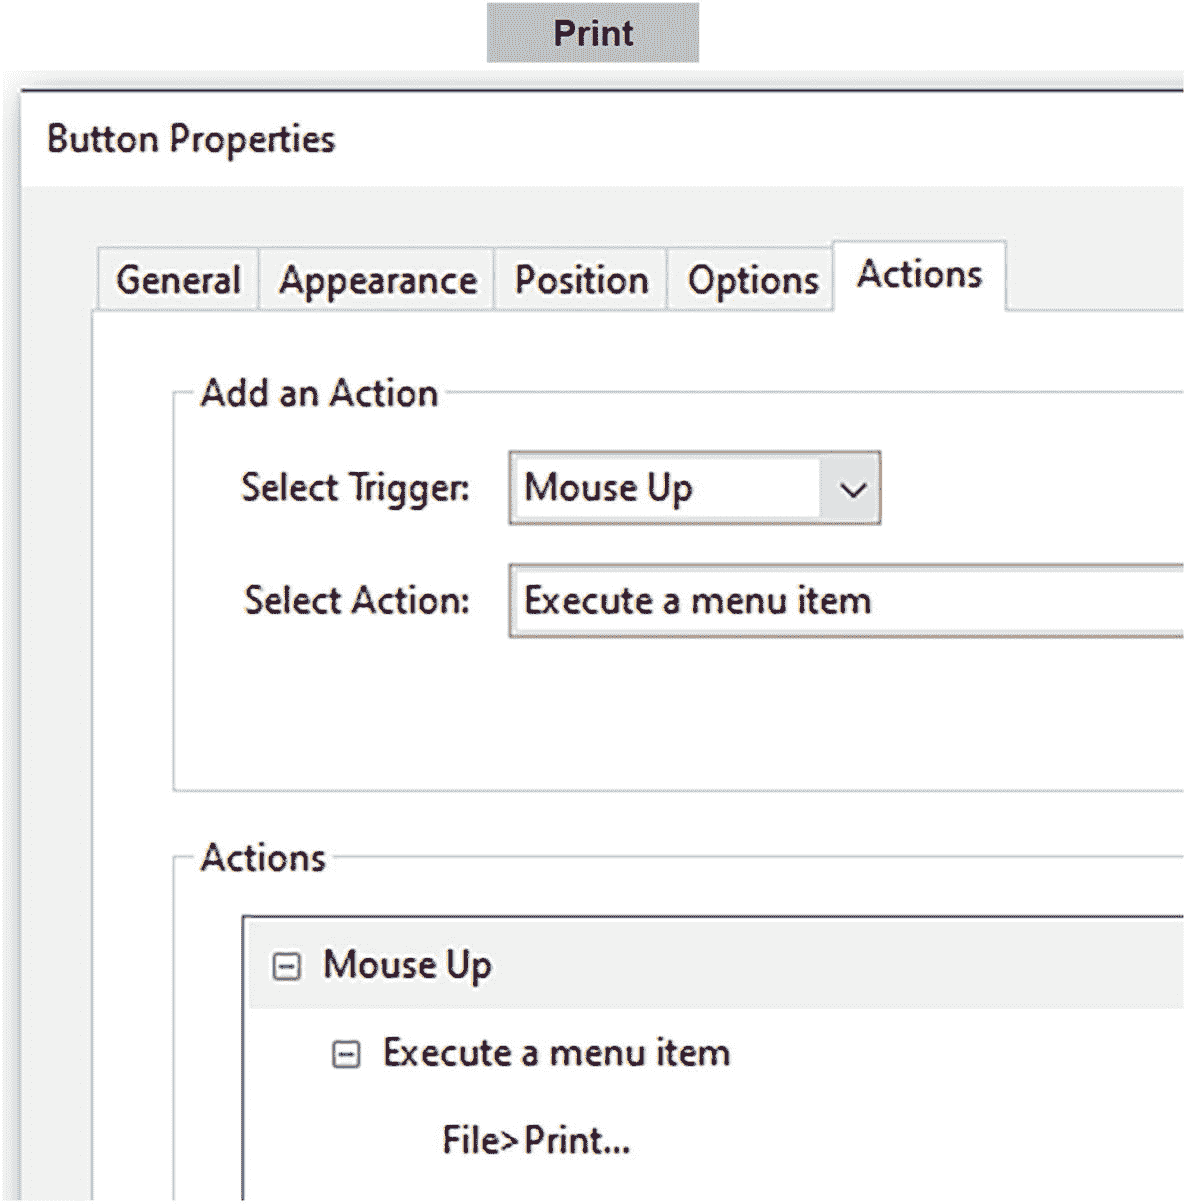 Print
Button Properties
General Appearance Position Options Actions
Add an Action
Select Trigger: Mouse Up
Select Action: Execute a menu item
Actions
Mouse Up
Execute a menu item
File>Print...